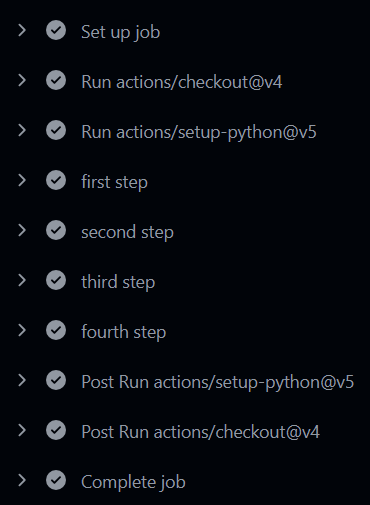 Set up job
Run actions/checkout@v4
Run actions/setup-python@v5
first step
second step
third step
fourth step
Post Run actions/setup-python@v5
Post Run actions/checkout@v4
Complete job